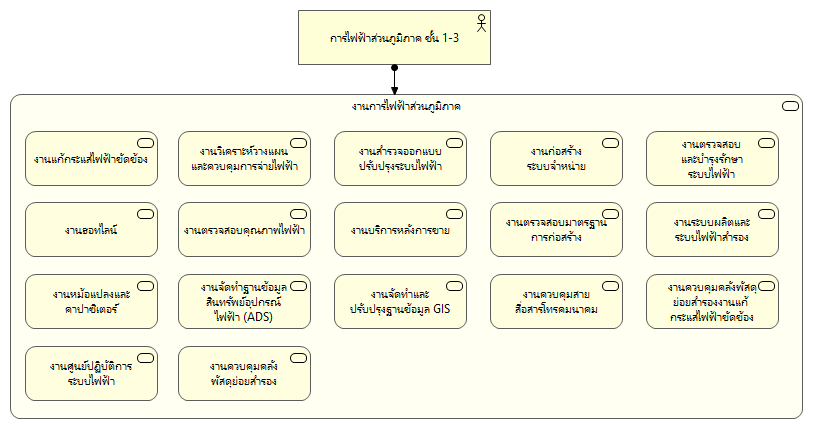 การไฟฟ้าส่วนภูมิภาค ชั้น 1-3
งานการไฟฟ้าส่วนภูมิภาค
งานแก้กระแสไฟฟ้าขัดข้อง
งานวิเคราะห์วางแผน
และควบคุมการจ่ายไฟฟ้า
งานสำรวจออกแบบ
ปรับปรุงระบบไฟฟ้า
งานก่อสร้าง
ระบบจำหน่าย
งานตรวจสอบ
และบำรุงรักษา
ระบบไฟฟ้า
งานฮอทไลน์
งานตรวจสอบคุณภาพไฟฟ้า
งานบริการหลังการขาย
งานตรวจสอบมาตรฐาน
การก่อสร้าง
งานระบบผลิตและ
ระบบไฟฟ้าสำรอง
งานหม้อแปลงและ
คาปาซิเตอร์
งานจัดทำฐานข้อมูล
สินทรัพย์อุปกรณ์
ไฟฟ้า (ADS)
งานจัดทำและ
ปรับปรุงฐานข้อมูล GIS
งานควบคุมสาย
สื่อสารโทรคมนาคม
งานควบคุมคลังพัสดุ
ย่อยสำรองงานแก้
กระแสไฟฟ้าขัดข้อง
งานศูนย์ปฏิบัติการ
ระบบไฟฟ้า
งานควบคุมคลัง
พัสดุย่อยสำรอง